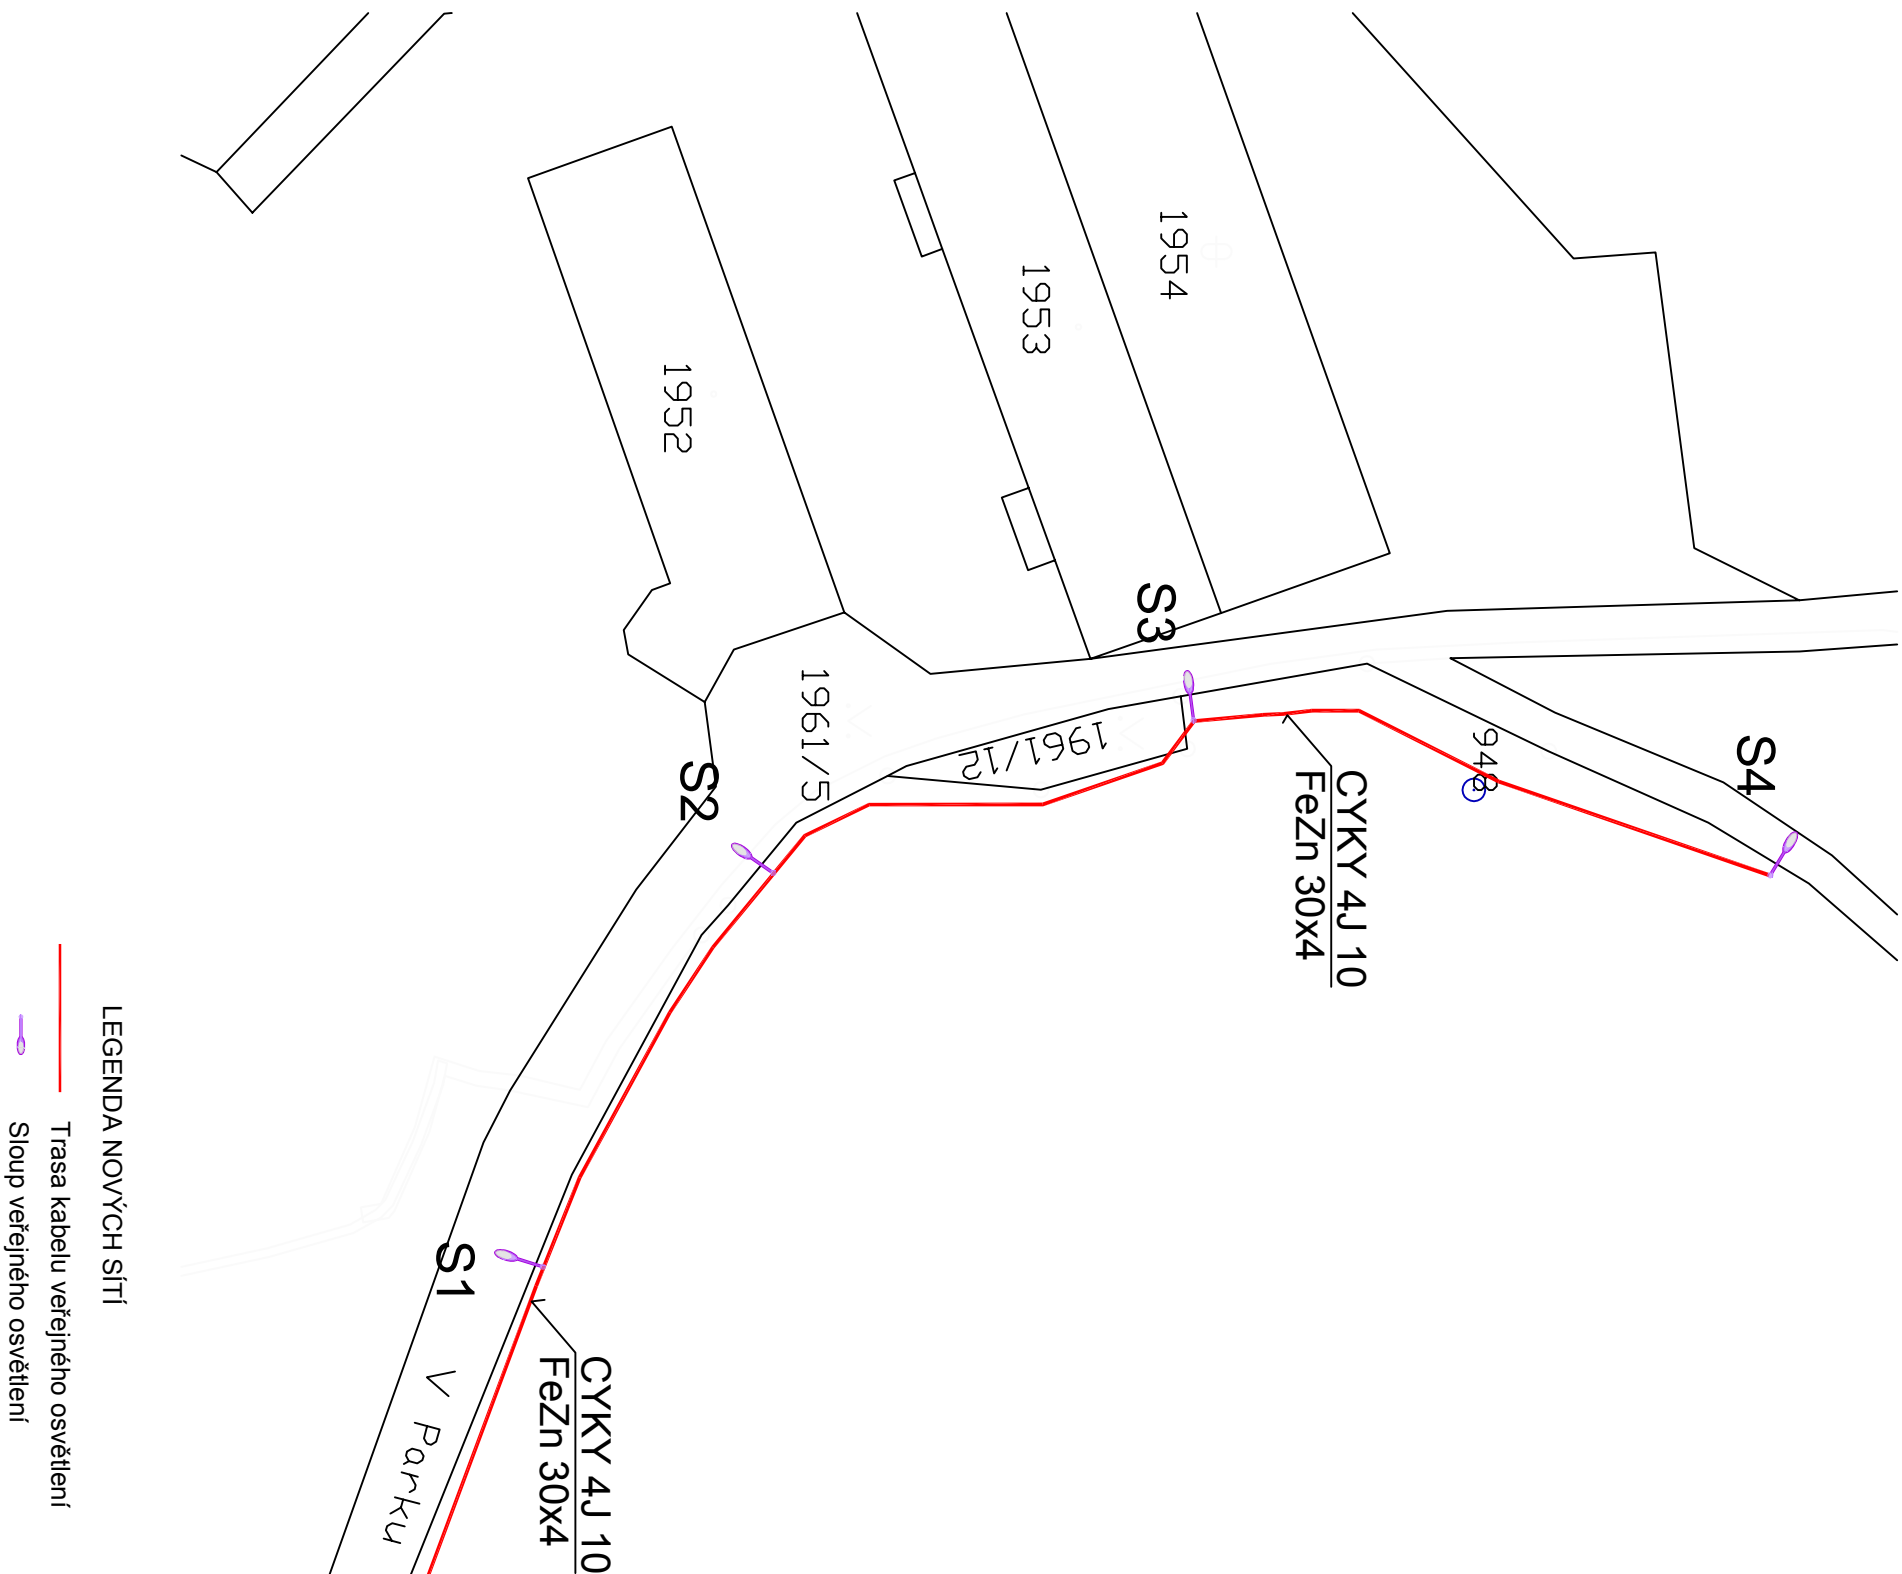 1954
1953
1952
S3
1961/5
1961/12
S2
948
S4
CYKY 4J 10
FeZn 30x4
S1
CYKY 4J 10
FeZn 30x4
V Parku
LEGENDA NOVÝCH SÍTÍ
Trasa kabelu veřejného osvětlení
Sloup veřejného osvětlení